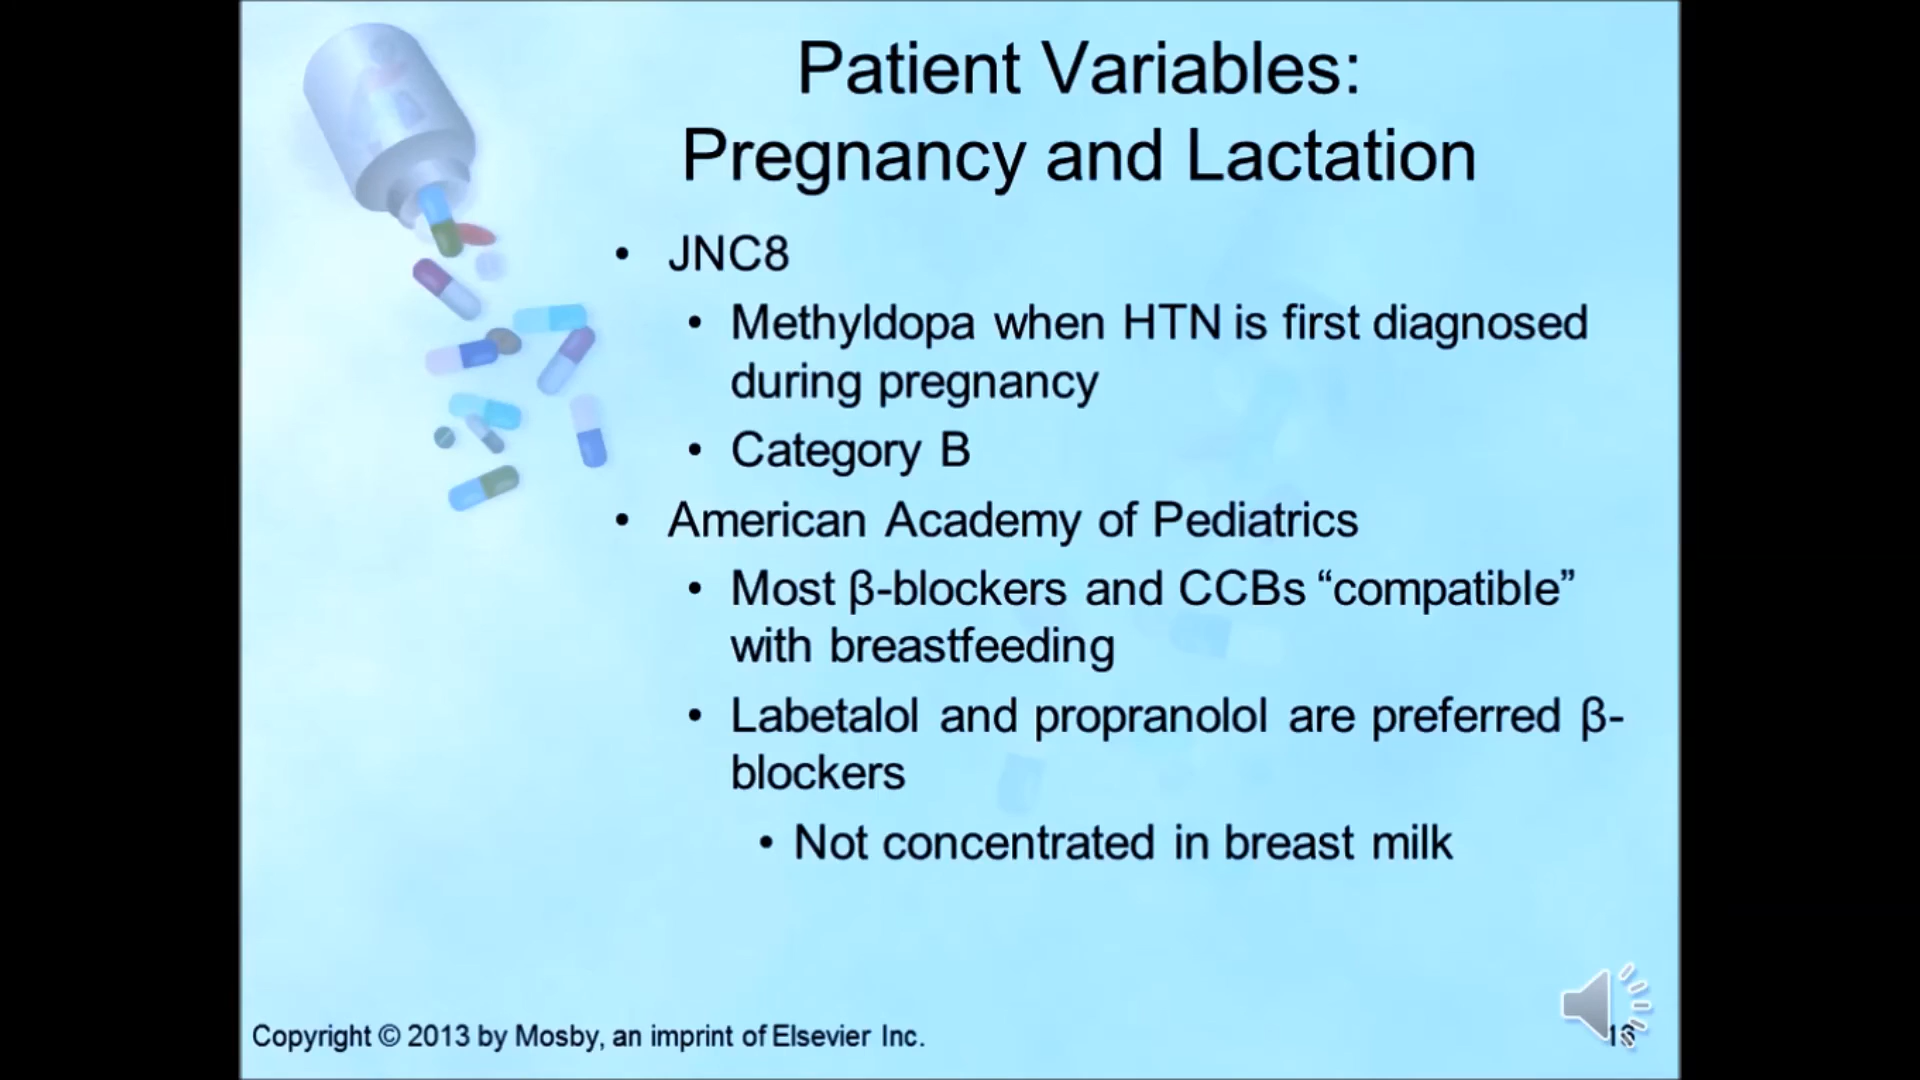 Patient Variables:
Pregnancy and Lactation
• JNC8
• Methyldopa when HTN is first diagnosed
during pregnancy
• Category B
• American Academy of Pediatrics
• Most β-blockers and CCBs “compatible”
with breastfeeding
• Labetalol and propranolol are preferred β-
blockers
• Not concentrated in breast milk
Copyright © 2013 by Mosby, an imprint of Elsevier Inc.